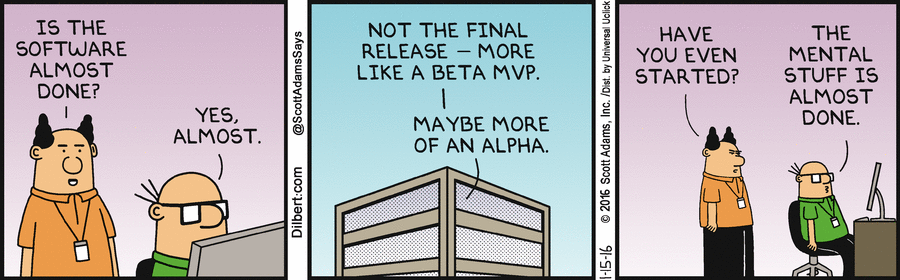 IS THE
SOFTWARE
ALMOST
DONE?
YES,
ALMOST.
Dilbert.com @ScottAdamsSays
NOT THE FINAL
RELEASE — MORE
LIKE A BETA MVP.
MAYBE MORE
OF AN ALPHA.
11-15-16 © 2016 Scott Adams, Inc. /Dist. by Universal Uclick
HAVE
YOU EVEN
STARTED?
THE
MENTAL
STUFF IS
ALMOST
DONE.